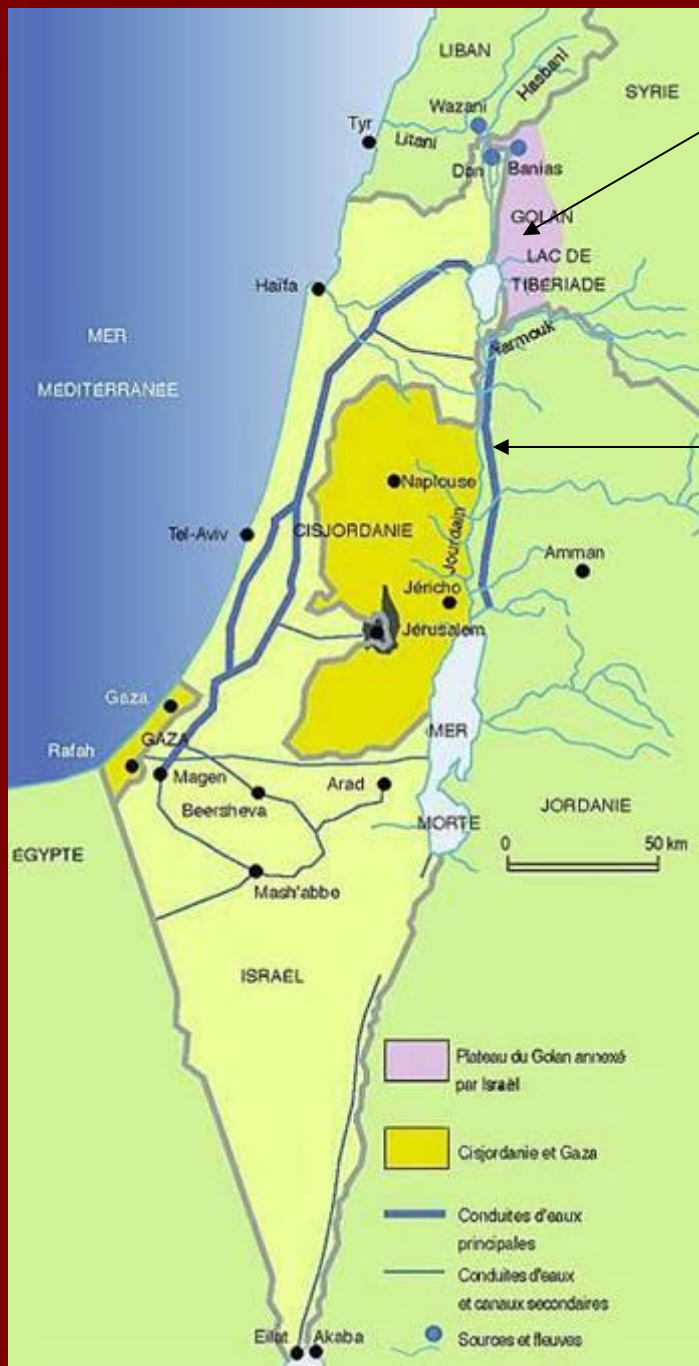 LIBAN
Hasbani
SYRIE
Wazani
Tyr
Litani
Dan
Banias
GOLAN
LAC DE
TIBERIADE
Haïfa
Yarmouk
MER
MÉDITERRANÉE
Naplouse
Tel-Aviv
CISJORDANIE
Jourdain
Amman
Jéricho
Jérusalem
Gaza
MER
Rafah
GAZA
Magen
Arad
Beersheva
JORDANIE
MORTE
0
50 km
ÉGYPTE
Mash'abbe
ISRAËL
Plateau du Golan annexé
par Israël
Cisjordanie et Gaza
Conduites d'eaux
principales
Conduites d'eaux
et canaux secondaires
Eilat
Akaba
Sources et fleuves